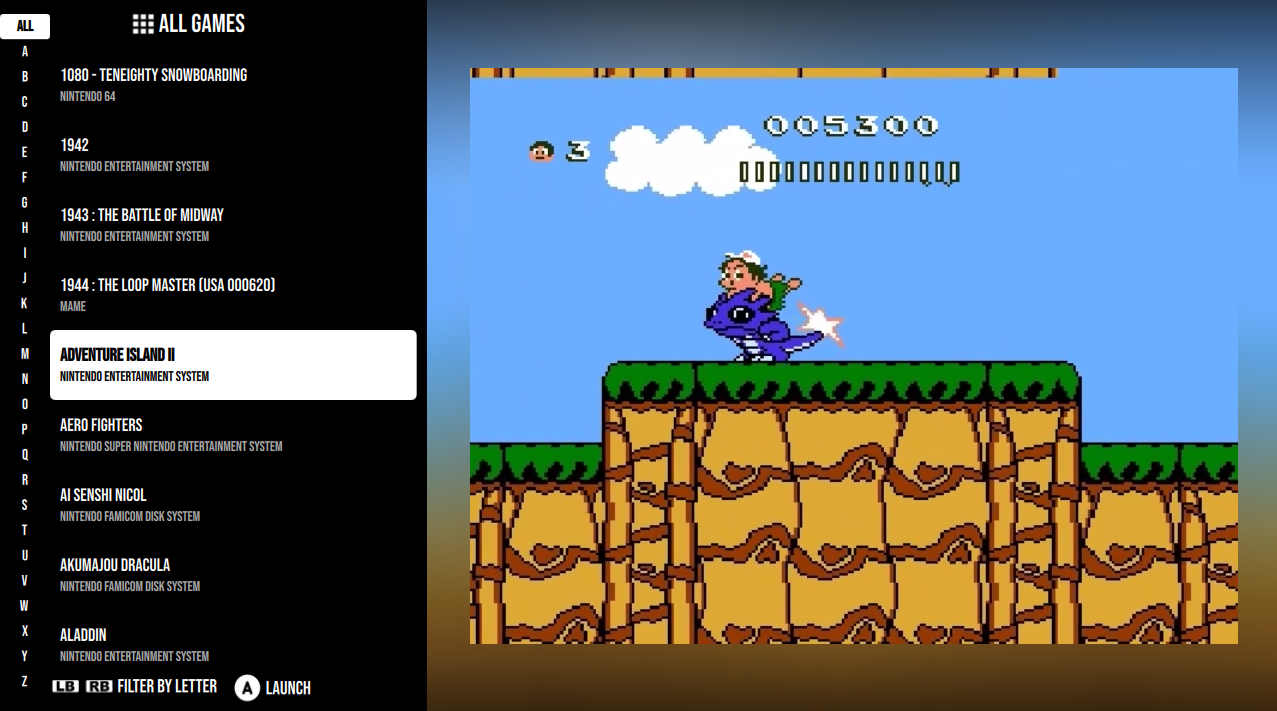 ALL
A
B
C
D
E
F
G
H
I
J
K
L
M
N
O
P
Q
R
S
T
U
V
W
X
Y
Z
ALL GAMES
1080 - TENEIGHTY SNOWBOARDING
NINTENDO 64
1942
NINTENDO ENTERTAINMENT SYSTEM
1943 : THE BATTLE OF MIDWAY
NINTENDO ENTERTAINMENT SYSTEM
1944 : THE LOOP MASTER (USA 000620)
MAME
ADVENTURE ISLAND II
NINTENDO ENTERTAINMENT SYSTEM
AERO FIGHTERS
NINTENDO SUPER NINTENDO ENTERTAINMENT SYSTEM
AI SENSHI NICOL
NINTENDO FAMICOM DISK SYSTEM
AKUMAJOU DRACULA
NINTENDO FAMICOM DISK SYSTEM
ALADDIN
NINTENDO ENTERTAINMENT SYSTEM
LB RB FILTER BY LETTER A LAUNCH
005300
3